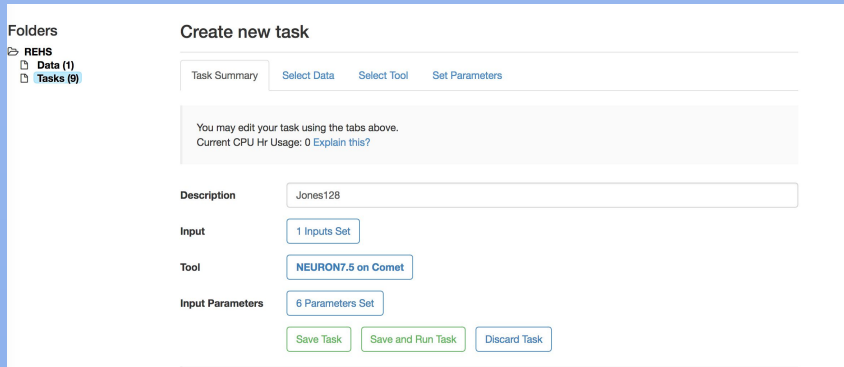 Folders
REHS
Data (1)
Tasks (9)
Create new task
Task Summary Select Data Select Tool Set Parameters
You may edit your task using the tabs above.
Current CPU Hr Usage: 0 Explain this?
Description Jones128
Input 1 Inputs Set
Tool NEURON7.5 on Comet
Input Parameters 6 Parameters Set
Save Task Save and Run Task Discard Task